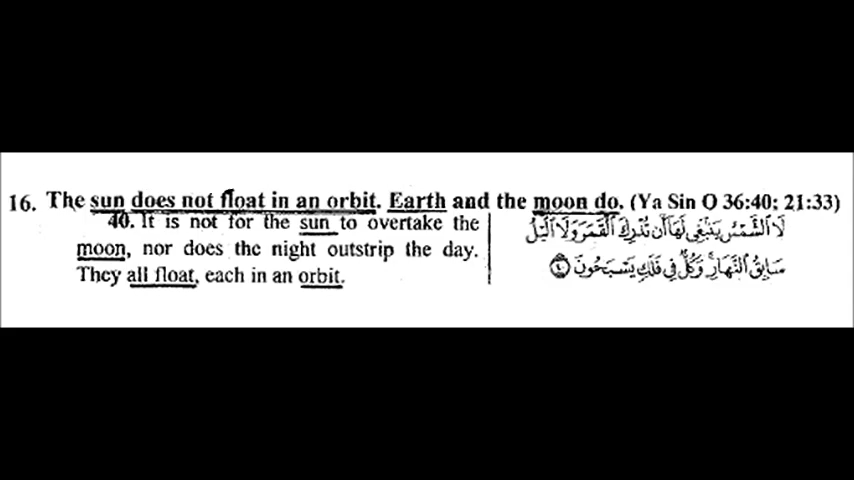 16. The sun does not float in an orbit. Earth and the moon do. (Ya Sin O 36:40; 21:33)
40. It is not for the sun to overtake the
moon, nor does the night outstrip the day.
They all float, each in an orbit.
لَا ٱلشَّمْسُ يَنۢبَغِى لَهَآ أَن تُدْرِكَ ٱلْقَمَرَ وَلَا ٱلَّيْلُ
سَابِقُ ٱلنَّهَارِ ۚ وَكُلٌّ فِى فَلَكٍ يَسْبَحُونَ ٤٠